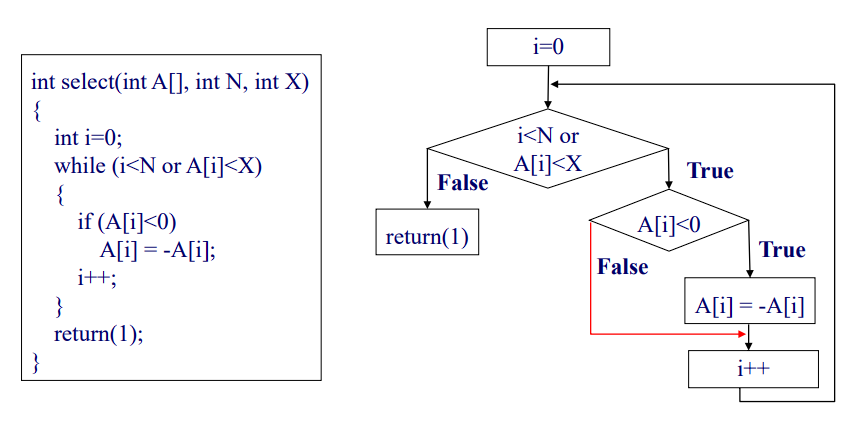 int select(int A[], int N, int X)
{
int i=0;
while (i<N or A[i]<X)
{
if (A[i]<0)
A[i] = -A[i];
i++;
}
return(1);
}
i=0
i<N or
A[i]<X
False
True
return(1)
A[i]<0
False
True
A[i] = -A[i]
i++